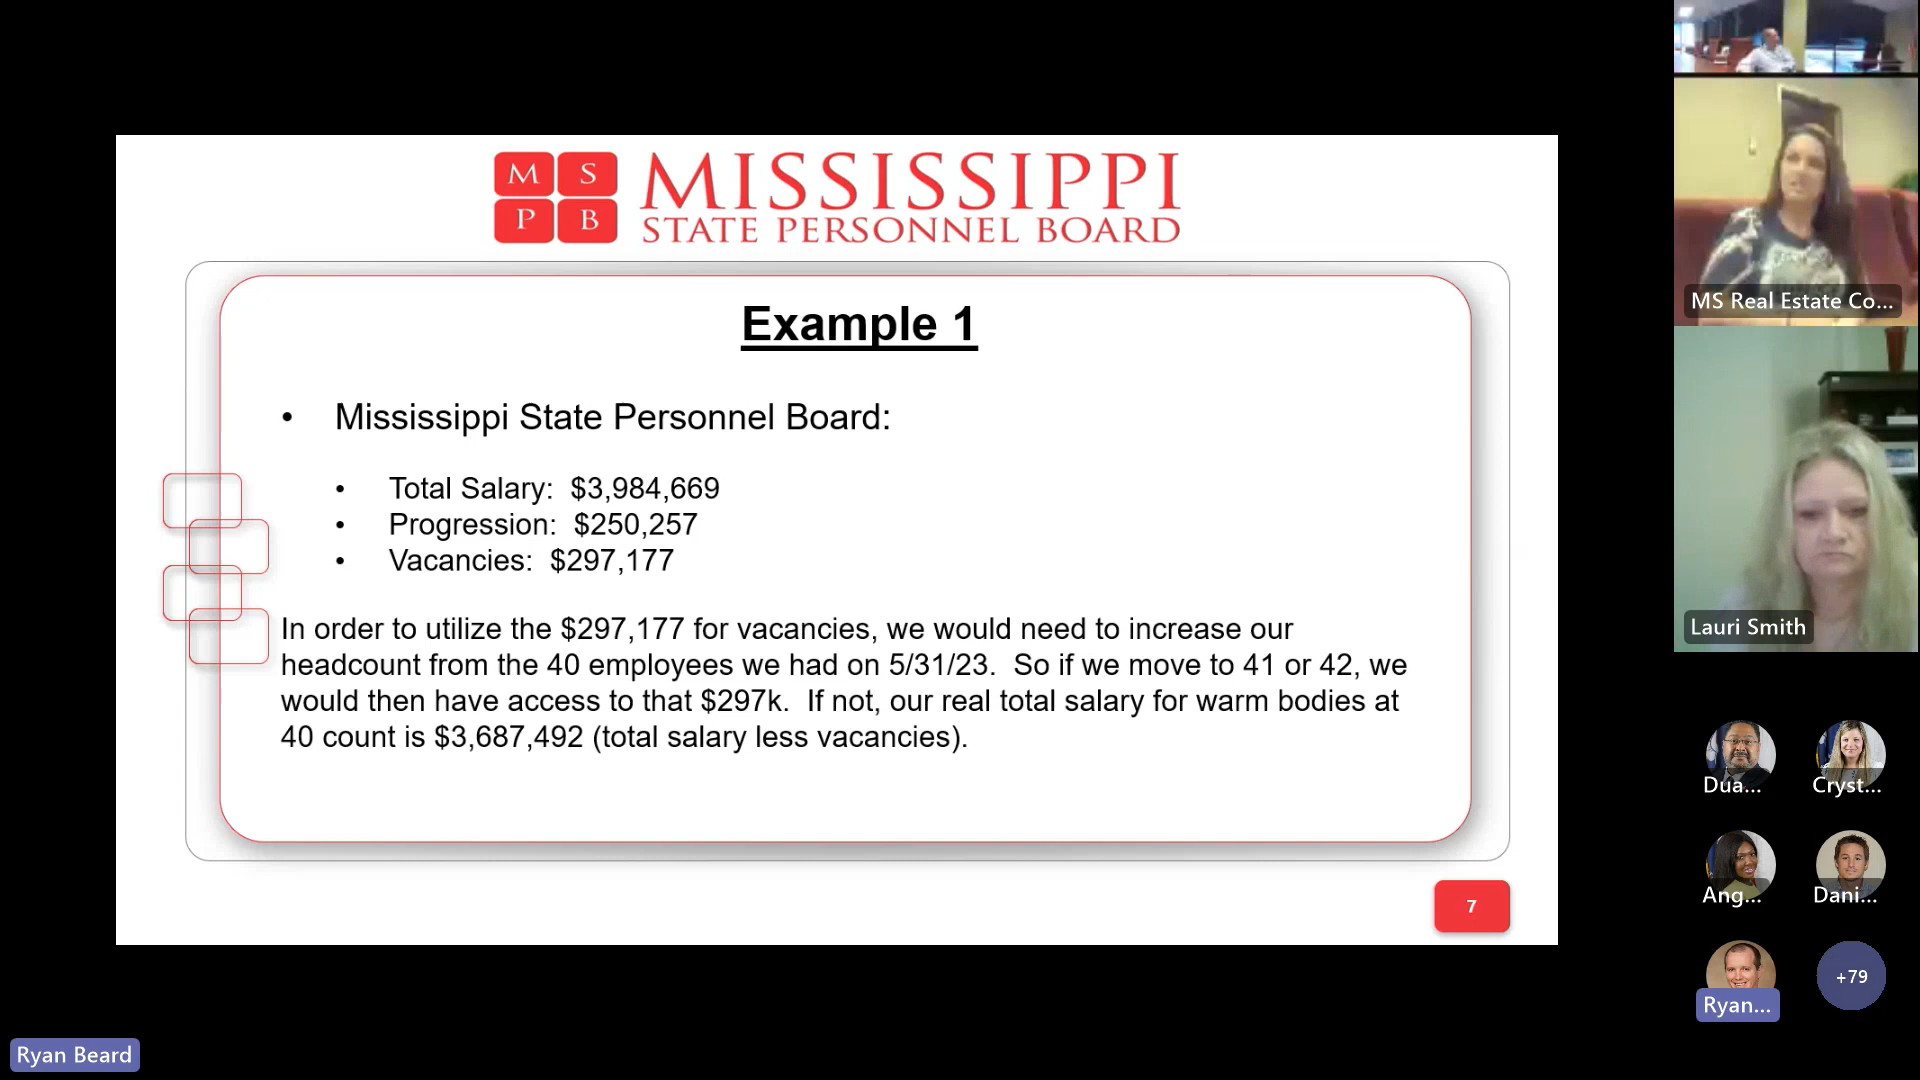 M S
P B
MISSISSIPPI
STATE PERSONNEL BOARD
Example 1
• Mississippi State Personnel Board:
• Total Salary: $3,984,669
• Progression: $250,257
• Vacancies: $297,177
In order to utilize the $297,177 for vacancies, we would need to increase our
headcount from the 40 employees we had on 5/31/23. So if we move to 41 or 42, we
would then have access to that $297k. If not, our real total salary for warm bodies at
40 count is $3,687,492 (total salary less vacancies).
7
MS Real Estate Co...
Lauri Smith
Dua...
Cryst...
Ang...
Dani...
Ryan...
+79
Ryan Beard